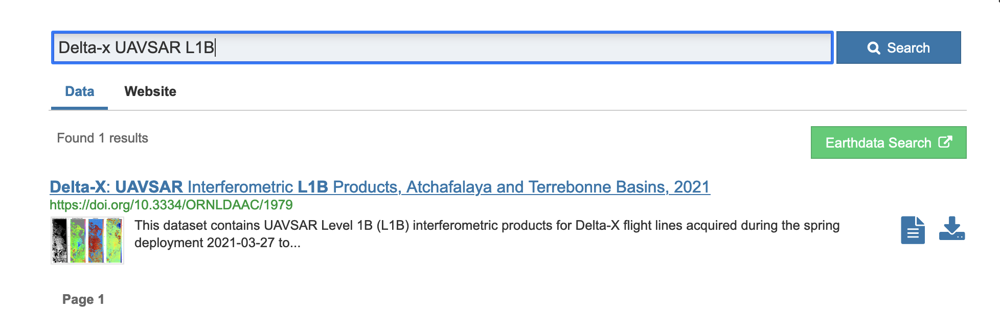 Delta-x UAVSAR L1B
Search
Data
Website
Found 1 results
Earthdata Search
Delta-X: UAVSAR Interferometric L1B Products, Atchafalaya and Terrebonne Basins, 2021
https://doi.org/10.3334/ORNLDAAC/1979
This dataset contains UAVSAR Level 1B (L1B) interferometric products for Delta-X flight lines acquired during the spring
deployment 2021-03-27 to...
Page 1